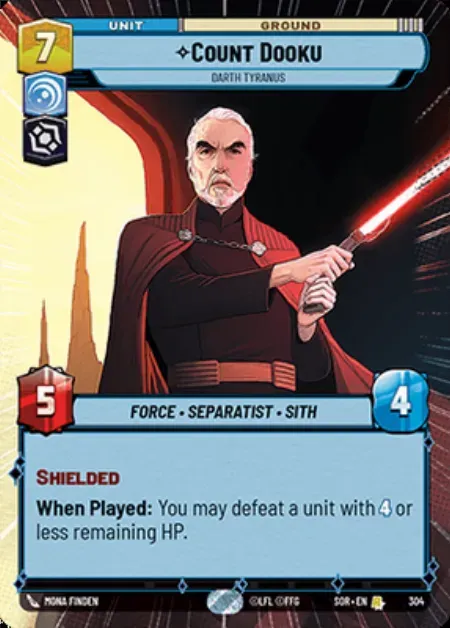 7
UNIT
GROUND
COUNT DOOKU
DARTH TYRANUS
5
FORCE • SEPARATIST • SITH
4
SHIELDED
When Played: You may defeat a unit with 4 or
less remaining HP.
MONA FINDEN
©LFL ©FFG
SOR • EN
304